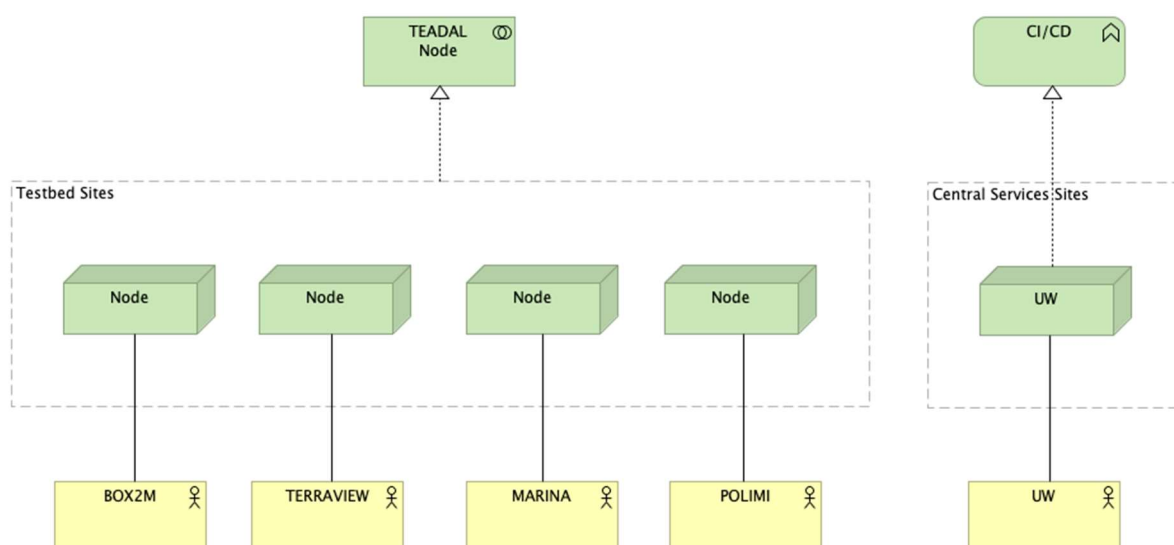 TEADAL
Node
CI/CD
Testbed Sites
Central Services Sites
Node
Node
Node
Node
UW
BOX2M
TERRAVIEW
MARINA
POLIMI
UW